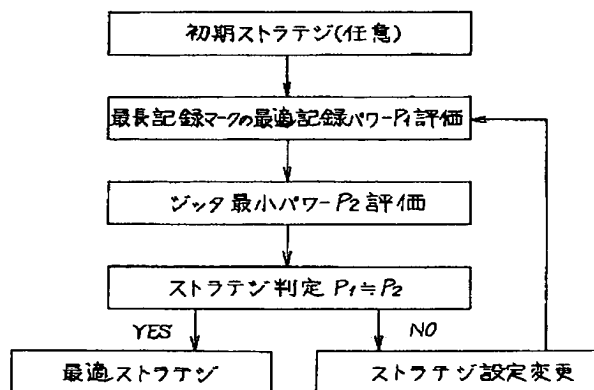 初期ストラテジ(任意)
最長記録マークの最適記録パワーP1評価
ジッタ最小パワーP2評価
ストラテジ判定 P1≒P2
YES
NO
最適ストラテジ
ストラテジ設定変更